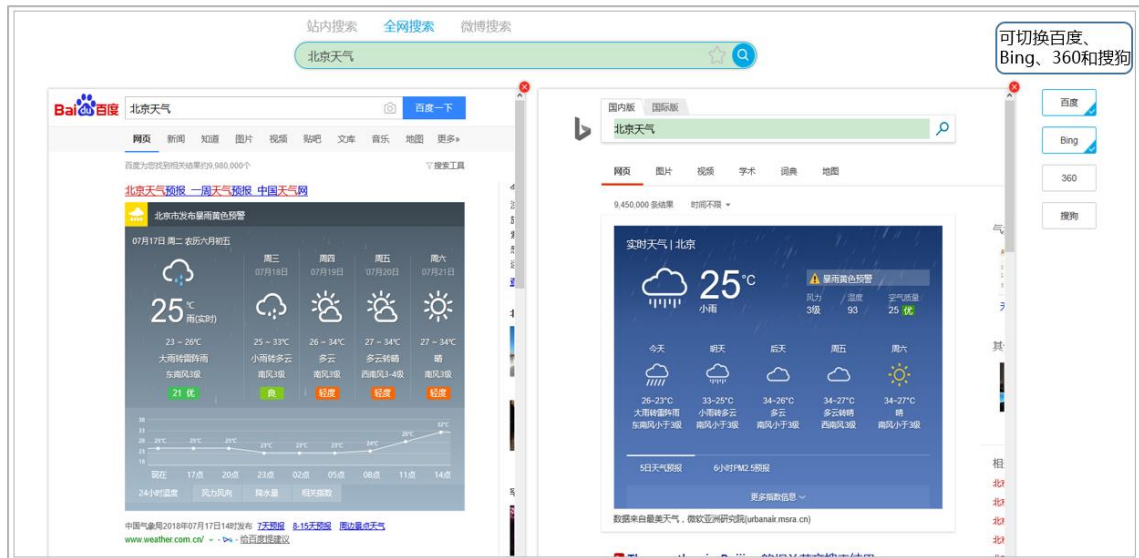 站内搜索 全网搜索 微博搜索
北京天气
可切换百度、
Bing、360和搜狗
百度
Bing
360
搜狗
Bai du 百度 北京天气 百度一下
网页 新闻 知道 图片 视频 贴吧 文库 音乐 地图 更多»
百度为您找到相关结果约9,980,000个 搜索工具
北京天气预报 一周天气预报 中国天气网
北京市发布暴雨黄色预警
07月17日 周二 农历六月初五
周三 周四 周五 周六
07月18日 07月19日 07月20日 07月21日
25℃ 雨(实时)
23 ~ 26℃ 25 ~ 33℃ 26 ~ 34℃ 27 ~ 34℃ 27 ~ 34℃
大雨转雷阵雨 小雨转多云 多云 多云转晴 晴
东南风3级 南风3级 南风3级 西南风3-4级 南风3级
21 优 良 轻度 轻度 轻度
25℃ 25℃ 25℃ 23℃ 23℃ 23℃ 24℃ 29℃ 32℃
现在 17点 20点 23点 02点 05点 08点 11点 14点
24小时温度 风力风向 降水量 相关指数
中国气象局2018年07月17日14时发布 7天预报 8-15天预报 周边景点天气
www.weather.com.cn/ - 给百度提建议
国内版 国际版
北京天气
网页 图片 视频 学术 词典 地图
9,450,000 条结果 时间不限
实时天气 | 北京
25℃ 小雨
暴雨黄色预警
风力 湿度 空气质量
3级 93 25 优
今天 明天 后天 周五 周六
26~23°C 33~25°C 34~26°C 34~27°C 34~27°C
大雨转雷阵雨 小雨转多云 多云 多云转晴 晴
东南风小于3级 南风小于3级 南风小于3级 西南风3级 南风小于3级
5日天气预报 6小时PM2.5预报
更多指数信息
数据来自最美天气，微软亚洲研究院(urbanair.msra.cn)